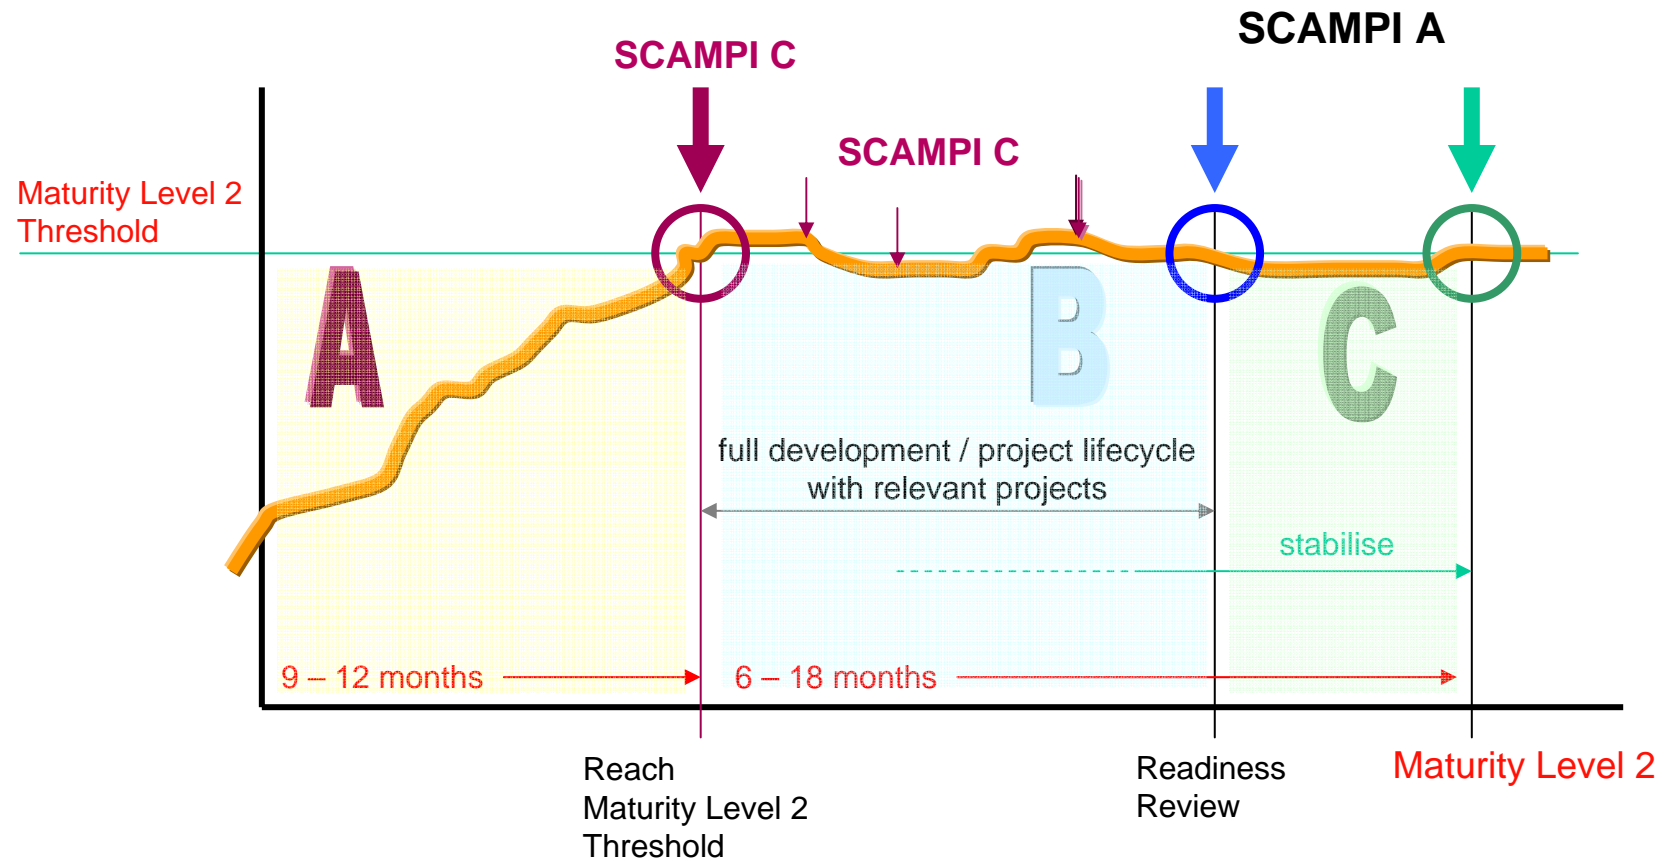 SCAMPI A
SCAMPI C
SCAMPI C
Maturity Level 2
Threshold
A
B
C
full development / project lifecycle
with relevant projects
stabilise
9 – 12 months
6 – 18 months
Reach
Maturity Level 2
Threshold
Readiness
Review
Maturity Level 2